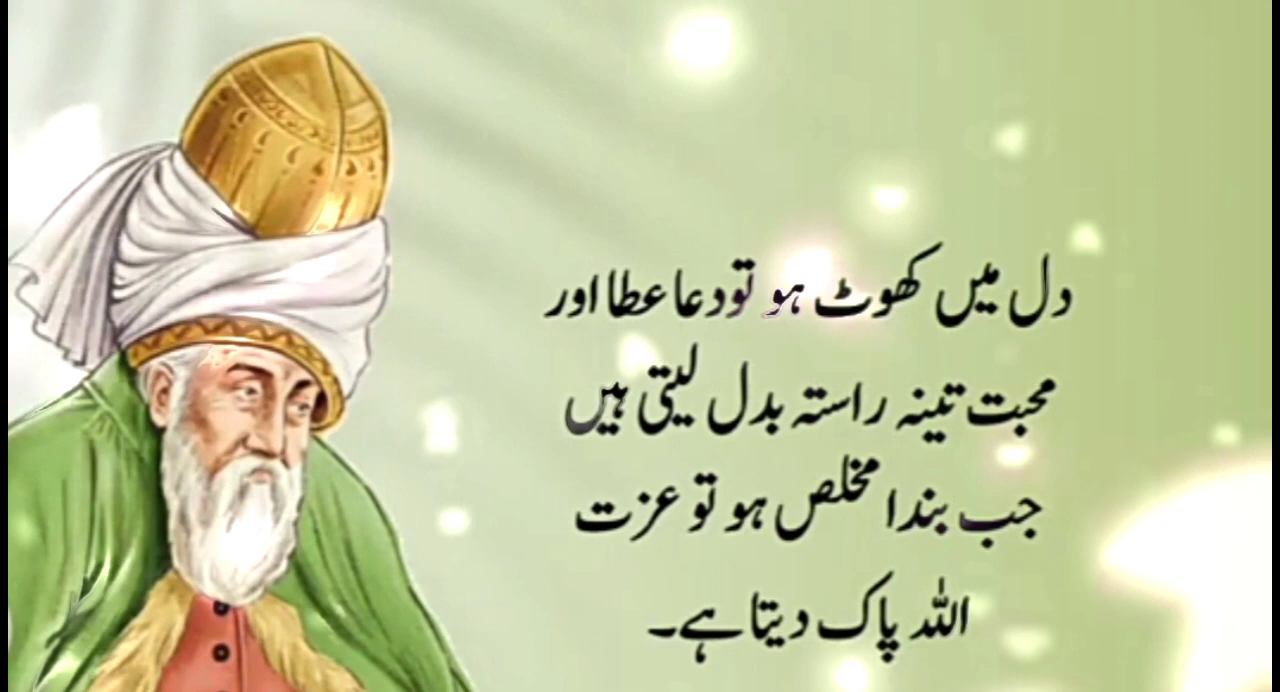 دل میں کھوٹ ہو تو دعا عطا اور
محبت تینہ راستہ بدل لیتی ہیں
جب بندا مخلص ہو تو عزت
اللہ پاک دیتا ہے۔